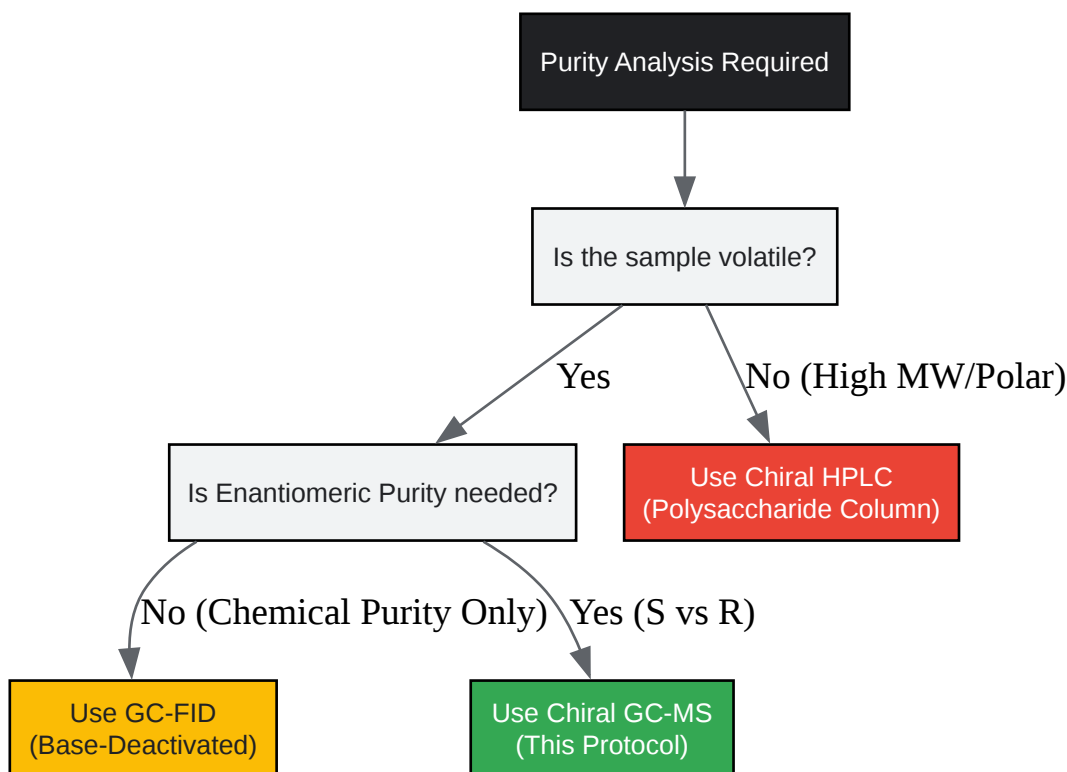 Purity Analysis Required
Is the sample volatile?
Yes
No (High MW/Polar)
Is Enantiomeric Purity needed?
Use Chiral HPLC
(Polysaccharide Column)
No (Chemical Purity Only)
Yes (S vs R)
Use GC-FID
(Base-Deactivated)
Use Chiral GC-MS
(This Protocol)